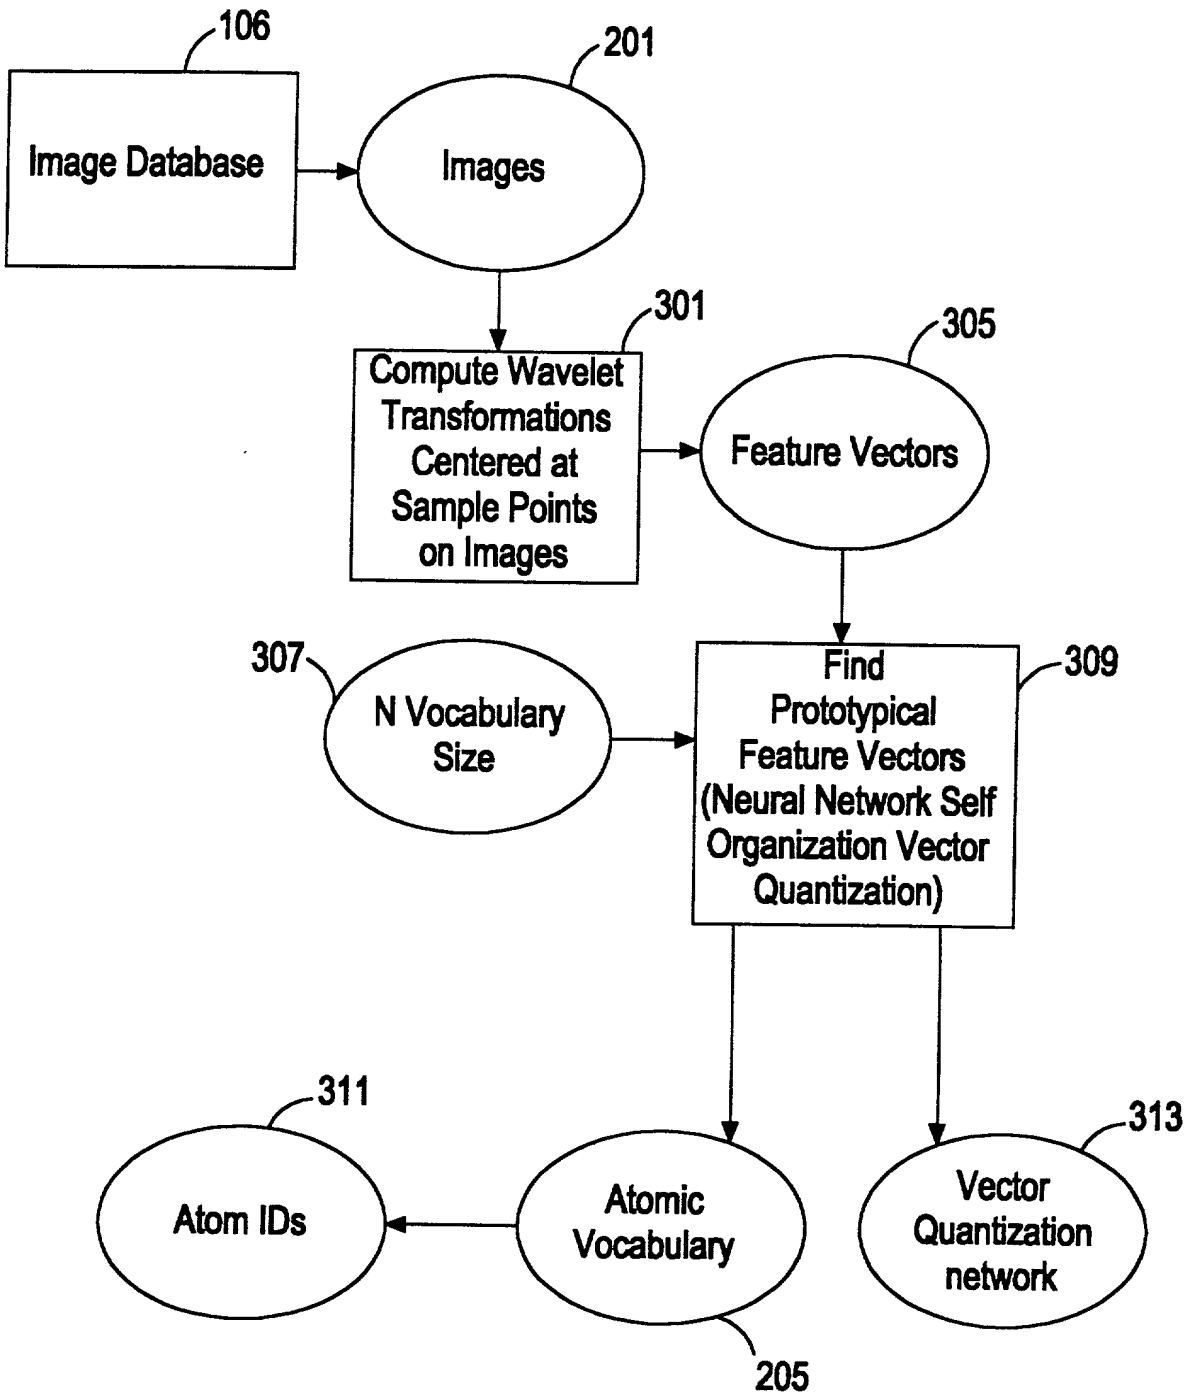 106
201
Image Database
Images
301
305
Compute Wavelet
Transformations
Centered at
Sample Points
on Images
Feature Vectors
307
309
N Vocabulary
Size
Find
Prototypical
Feature Vectors
(Neural Network Self
Organization Vector
Quantization)
311
313
Atom IDs
Atomic
Vocabulary
Vector
Quantization
network
205